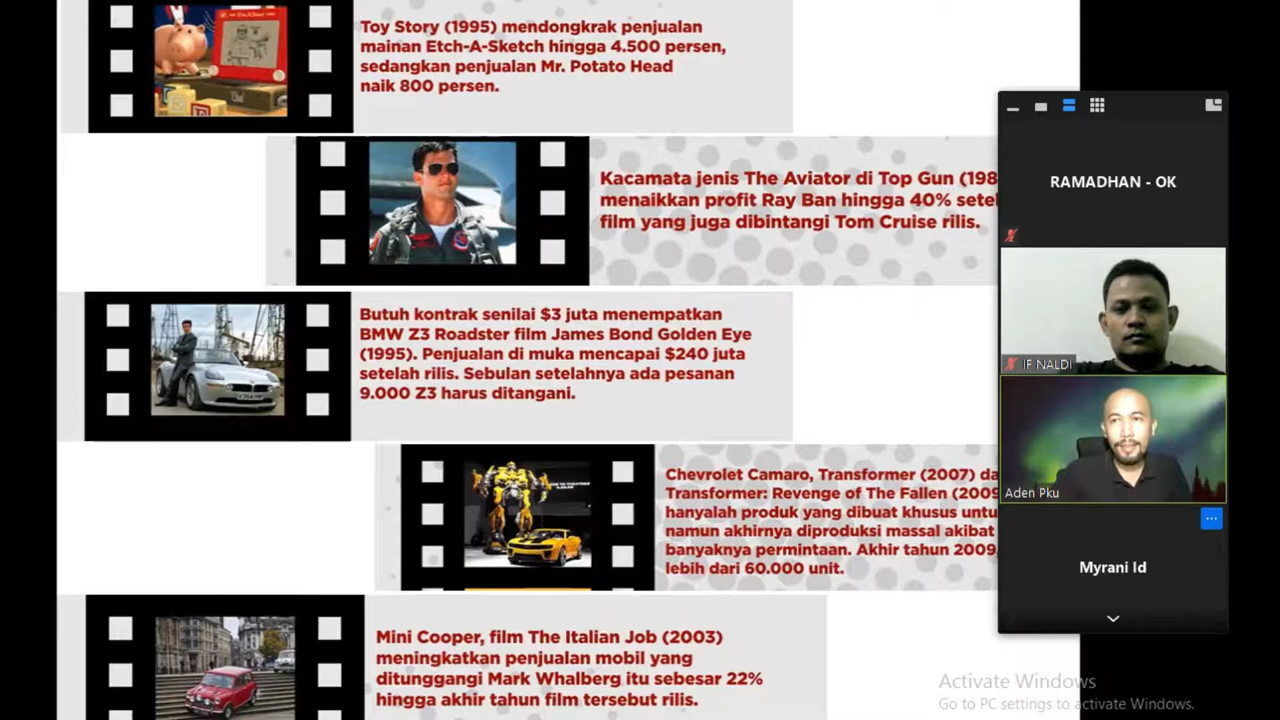 Toy Story (1995) mendongkrak penjualan
mainan Etch-A-Sketch hingga 4.500 persen,
sedangkan penjualan Mr. Potato Head
naik 800 persen.
Kacamata jenis The Aviator di Top Gun (198
menaikkan profit Ray Ban hingga 40% setel
film yang juga dibintangi Tom Cruise rilis.
Butuh kontrak senilai $3 juta menempatkan
BMW Z3 Roadster film James Bond Golden Eye
(1995). Penjualan di muka mencapai $240 juta
setelah rilis. Sebulan setelahnya ada pesanan
9.000 Z3 harus ditangani.
Chevrolet Camaro, Transformer (2007) da
Transformer: Revenge of The Fallen (2009
hanyalah produk yang dibuat khusus untu
namun akhirnya diproduksi massal akibat
banyaknya permintaan. Akhir tahun 2009,
lebih dari 60.000 unit.
Mini Cooper, film The Italian Job (2003)
meningkatkan penjualan mobil yang
ditunggangi Mark Whalberg itu sebesar 22%
hingga akhir tahun film tersebut rilis.
RAMADHAN - OK
IF NALDI
Aden Pku
Myrani Id
Activate Windows
Go to PC settings to activate Windows.